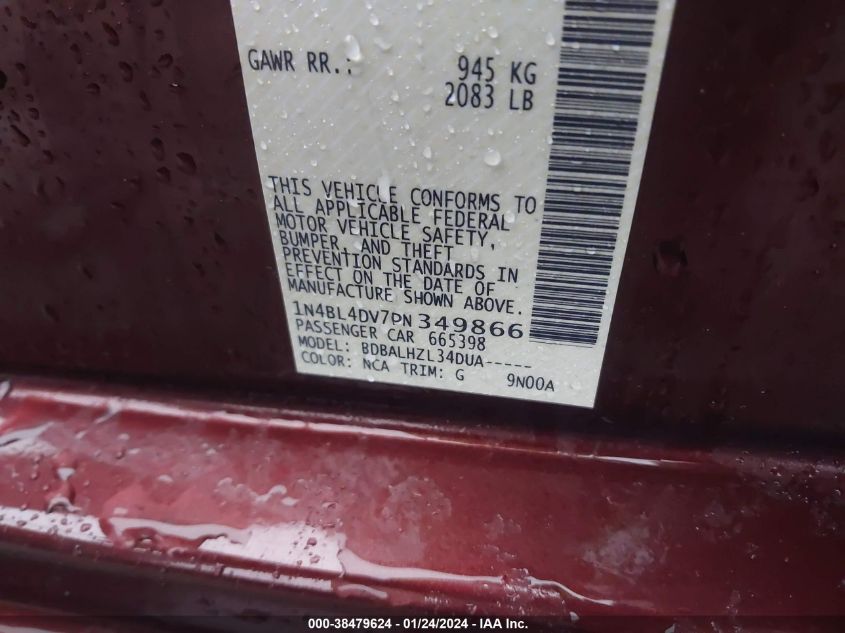 GAWR RR.: 945 KG
2083 LB
THIS VEHICLE CONFORMS TO
ALL APPLICABLE FEDERAL
MOTOR VEHICLE SAFETY,
BUMPER, AND THEFT
PREVENTION STANDARDS IN
EFFECT ON THE DATE OF
MANUFACTURE SHOWN ABOVE.
1N4BL4DV7PN349866
PASSENGER CAR 665398
MODEL: BDBALHZL34DUA-----
COLOR: NCA TRIM: G 9N00A
000-38479624 - 01/24/2024 - IAA Inc.